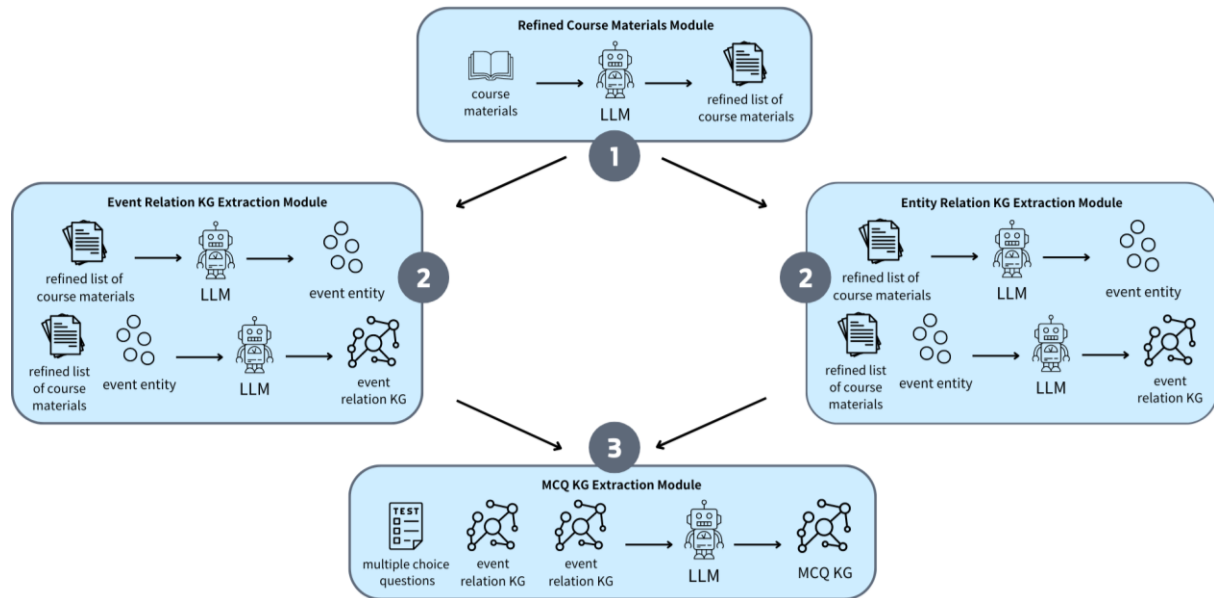 Refined Course Materials Module
course
materials
LLM
refined list of
course materials
1
Event Relation KG Extraction Module
refined list of
course materials
LLM
event entity
2
refined list
of course
materials
event entity
LLM
event
relation KG
Entity Relation KG Extraction Module
refined list of
course materials
LLM
event entity
2
refined list
of course
materials
event entity
LLM
event
relation KG
3
MCQ KG Extraction Module
TEST
multiple choice
questions
event
relation KG
event
relation KG
LLM
MCQ KG